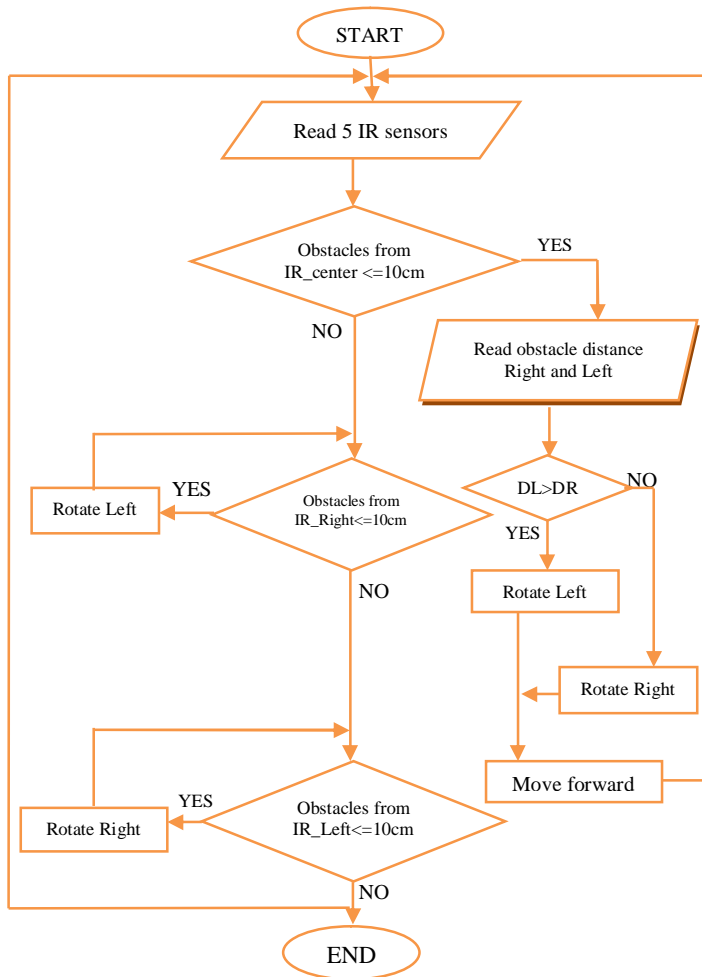 START
Read 5 IR sensors
Obstacles from
IR_center <=10cm
YES
NO
Read obstacle distance
Right and Left
DL>DR
NO
YES
Rotate Left
Rotate Right
Move forward
Obstacles from
IR_Right<=10cm
YES
Rotate Left
NO
Obstacles from
IR_Left<=10cm
YES
Rotate Right
NO
END